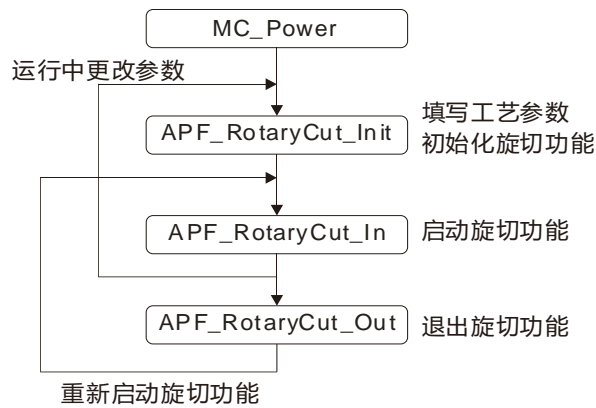 MC_Power
运行中更改参数
APF_RotaryCut_Init
填写工艺参数
初始化旋切功能
APF_RotaryCut_In
启动旋切功能
APF_RotaryCut_Out
退出旋切功能
重新启动旋切功能